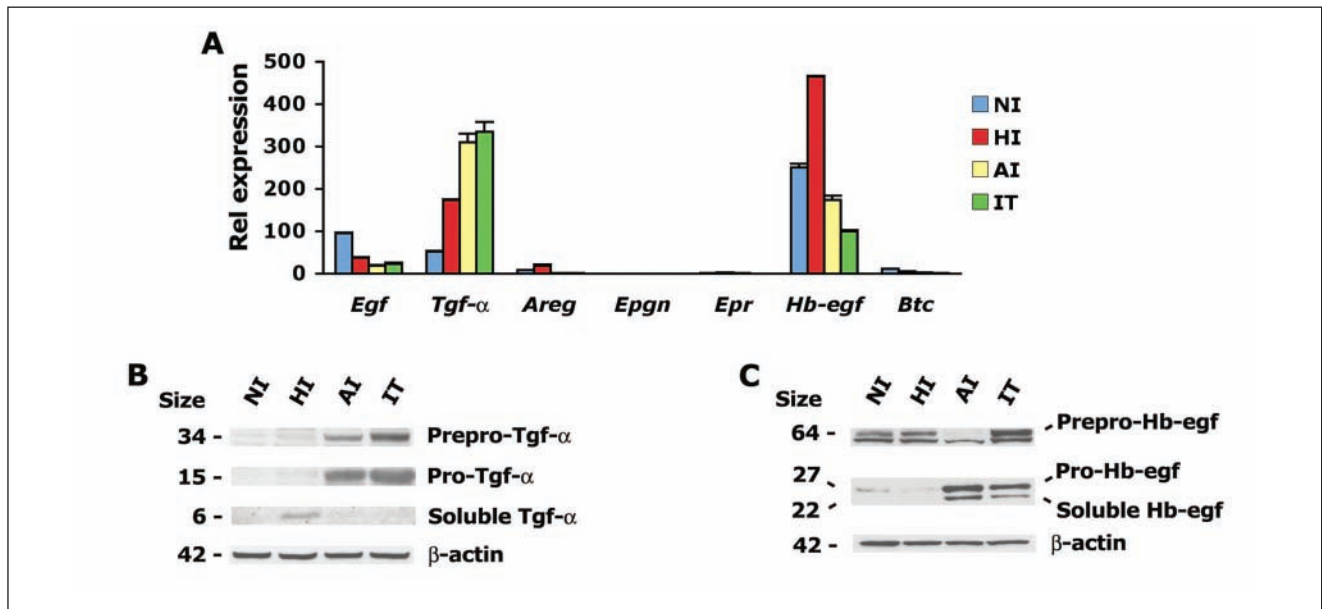 A
Rel expression
500
400
300
200
100
0
Egf Tgf-α Areg Epgn Epr Hb-egf Btc
NI
HI
AI
IT
B
Size NI HI AI IT
34 - Prepro-Tgf-α
15 - Pro-Tgf-α
6 - Soluble Tgf-α
42 - β-actin
C
Size NI HI AI IT
64 - Prepro-Hb-egf
27 Pro-Hb-egf
22 Soluble Hb-egf
42 - β-actin